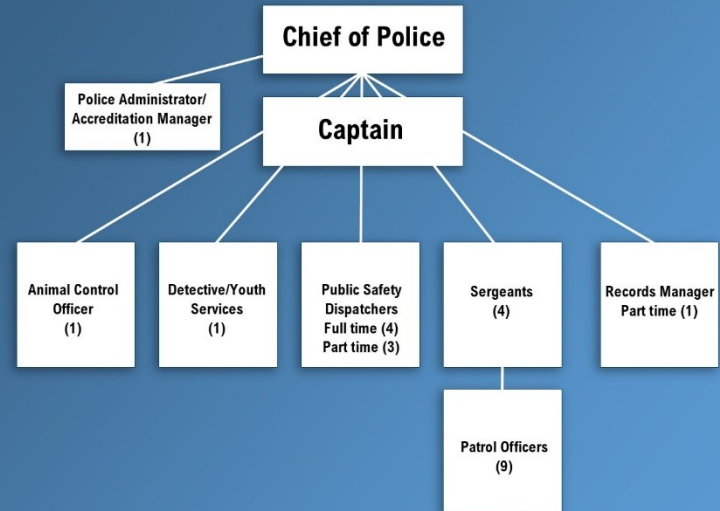 Chief of Police
Police Administrator/
Accreditation Manager
(1)
Captain
Animal Control
Officer
(1)
Detective/Youth
Services
(1)
Public Safety
Dispatchers
Full time (4)
Part time (3)
Sergeants
(4)
Records Manager
Part time (1)
Patrol Officers
(9)